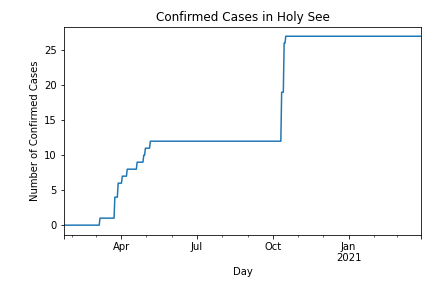 Confirmed Cases in Holy See
Number of Confirmed Cases
25
20
15
10
5
0
Apr
Jul
Oct
Jan
2021
Day